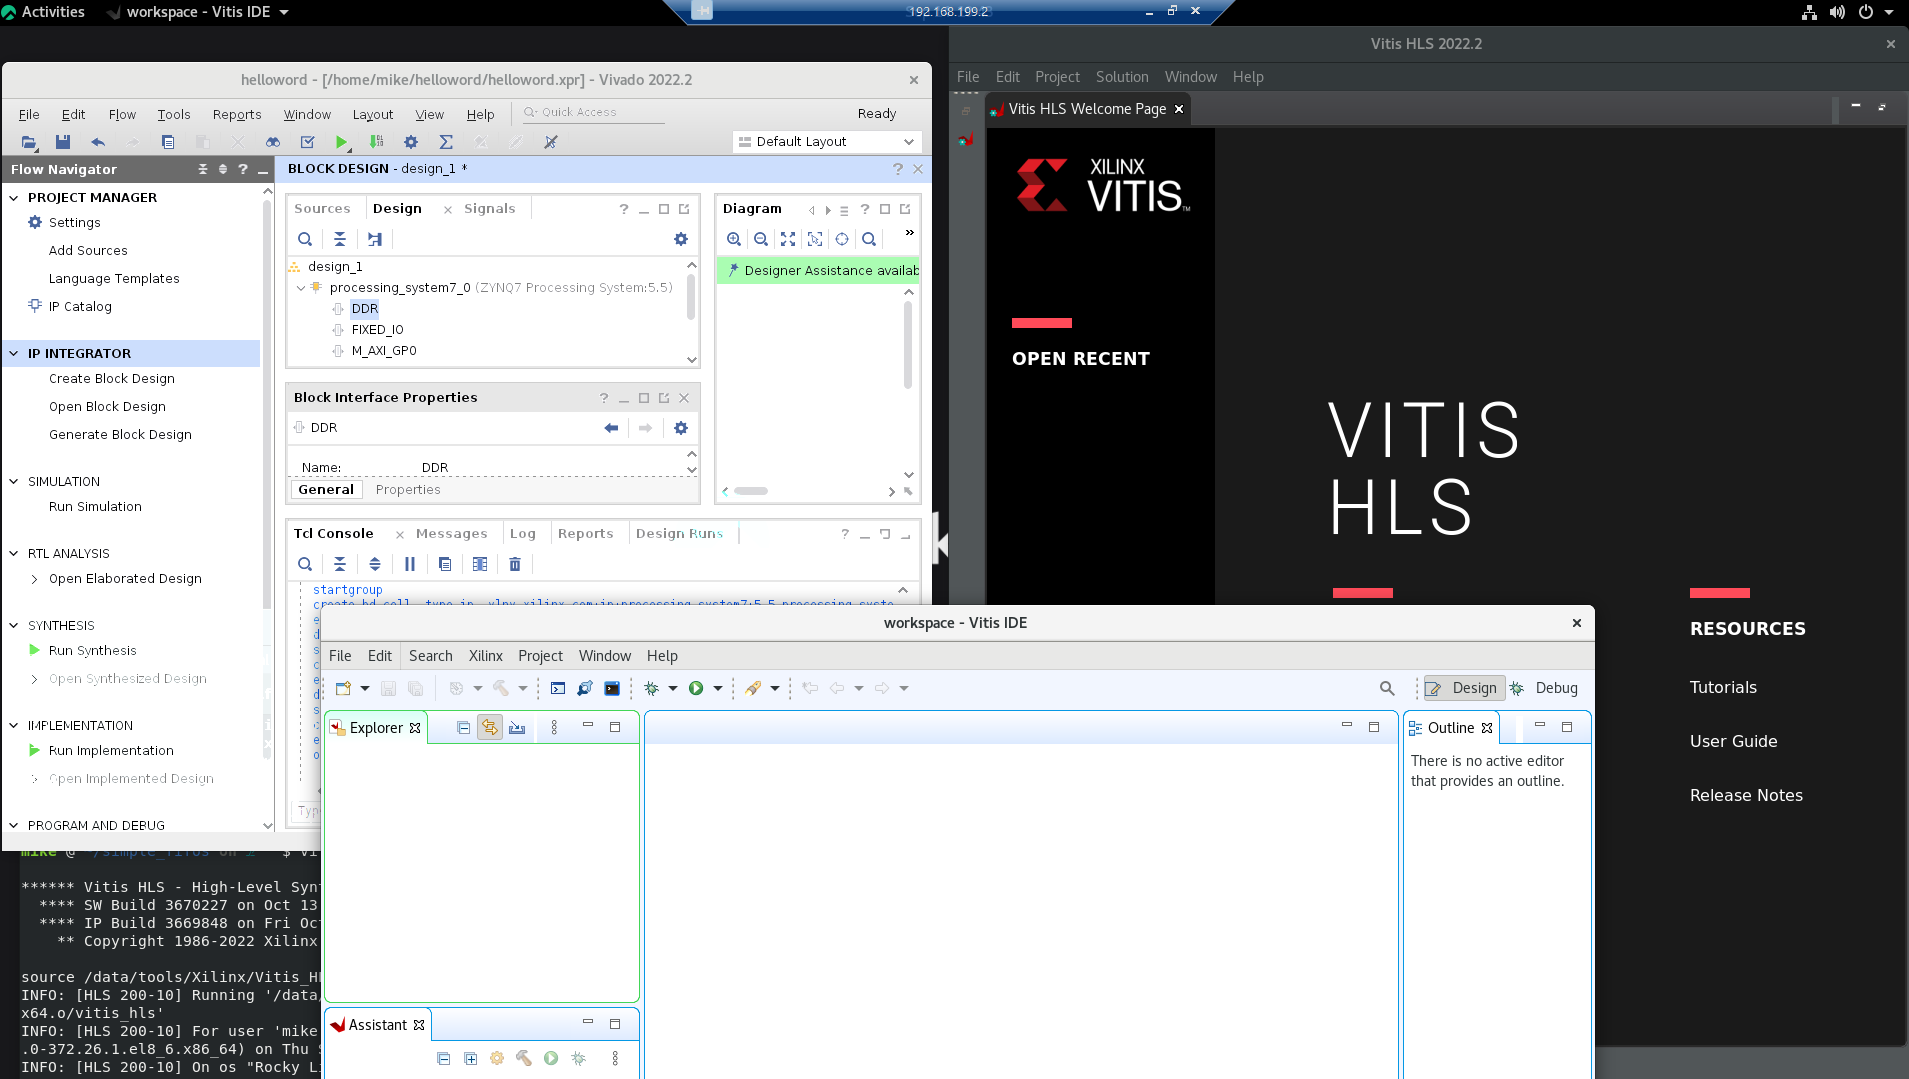 Activities
workspace - Vitis IDE
192.168.199.2
helloword - [/home/mike/helloword/helloword.xpr] - Vivado 2022.2
File Edit Flow Tools Reports Window Layout View Help
Quick Access
Ready
Default Layout
Flow Navigator
PROJECT MANAGER
Settings
Add Sources
Language Templates
IP Catalog
IP INTEGRATOR
Create Block Design
Open Block Design
Generate Block Design
SIMULATION
Run Simulation
RTL ANALYSIS
Open Elaborated Design
SYNTHESIS
Run Synthesis
Open Synthesized Design
IMPLEMENTATION
Run Implementation
Open Implemented Design
PROGRAM AND DEBUG
BLOCK DESIGN - design_1 *
Sources Design Signals
design_1
processing_system7_0 (ZYNQ7 Processing System:5.5)
DDR
FIXED_IO
M_AXI_GP0
Block Interface Properties
DDR
Name: DDR
General Properties
Diagram
Designer Assistance availab
Tcl Console Messages Log Reports Design Runs
startgroup
create_bd_cell -type ip -vlnv xilinx.com:ip:processing_system7:5.5 processing_syste
Vitis HLS 2022.2
File Edit Project Solution Window Help
Vitis HLS Welcome Page
XILINX
VITIS™
OPEN RECENT
VITIS
HLS
RESOURCES
Tutorials
User Guide
Release Notes
workspace - Vitis IDE
File Edit Search Xilinx Project Window Help
Design Debug
Explorer
Outline
There is no active editor
that provides an outline.
Assistant
mike @ ~/simple_fifos on $ vi
****** Vitis HLS - High-Level Syn
**** SW Build 3670227 on Oct 13
**** IP Build 3669848 on Fri Oct
** Copyright 1986-2022 Xilinx
source /data/tools/Xilinx/Vitis_H
INFO: [HLS 200-10] Running '/data/
x64.o/vitis_hls'
INFO: [HLS 200-10] For user 'mike
.0-372.26.1.el8_6.x86_64) on Thu S
INFO: [HLS 200-10] On os "Rocky Li